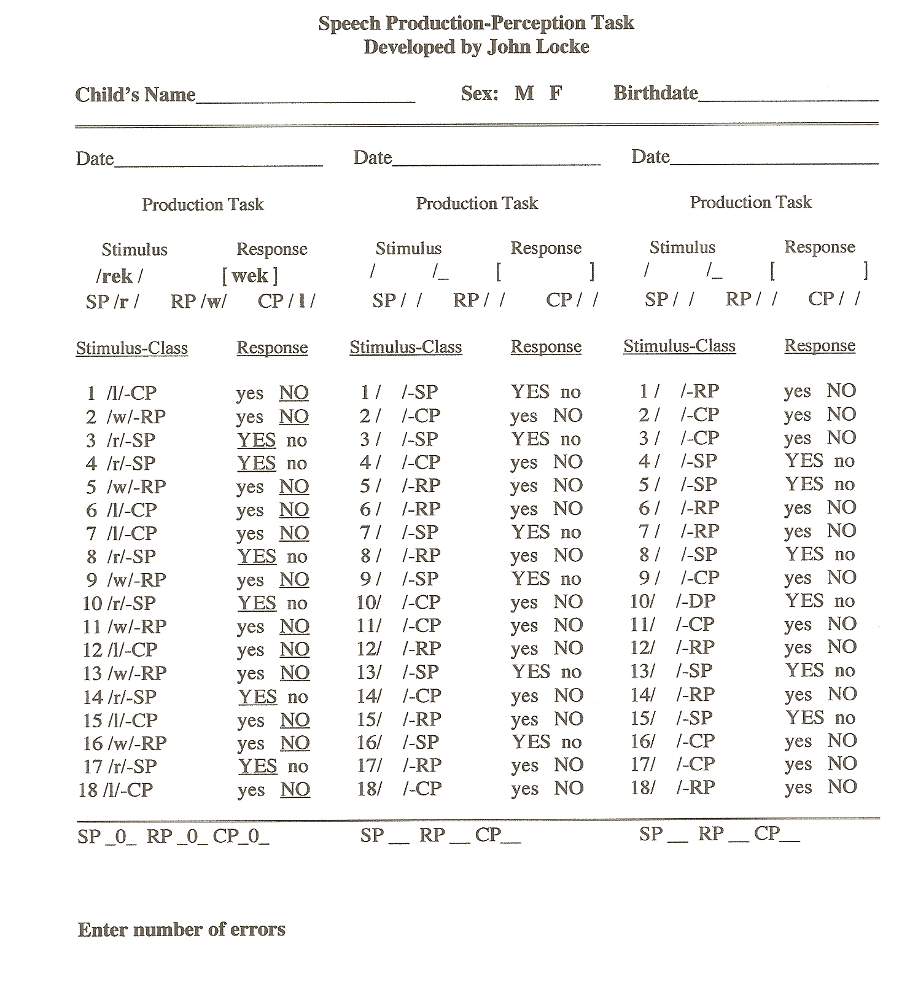 Speech Production-Perception Task
Developed by John Locke
Child's Name____________________ Sex: M F Birthdate________________
Date___________________ Date___________________ Date___________________
Production Task Production Task Production Task
Stimulus Response Stimulus Response Stimulus Response
/rek / [ wek ] / /_ [ ] / /_ [ ]
SP /r / RP /w/ CP / l / SP / / RP / / CP / / SP / / RP / / CP / /
Stimulus-Class Response Stimulus-Class Response Stimulus-Class Response
1 /l/-CP yes NO 1 / /-SP YES no 1 / /-RP yes NO
2 /w/-RP yes NO 2 / /-CP yes NO 2 / /-CP yes NO
3 /r/-SP YES no 3 / /-SP YES no 3 / /-CP yes NO
4 /r/-SP YES no 4 / /-CP yes NO 4 / /-SP YES no
5 /w/-RP yes NO 5 / /-RP yes NO 5 / /-SP YES no
6 /l/-CP yes NO 6 / /-RP yes NO 6 / /-RP yes NO
7 /l/-CP yes NO 7 / /-SP YES no 7 / /-RP yes NO
8 /r/-SP YES no 8 / /-RP yes NO 8 / /-SP YES no
9 /w/-RP yes NO 9 / /-SP YES no 9 / /-CP yes NO
10 /r/-SP YES no 10/ /-CP yes NO 10/ /-DP YES no
11 /w/-RP yes NO 11/ /-CP yes NO 11/ /-CP yes NO
12 /l/-CP yes NO 12/ /-RP yes NO 12/ /-RP yes NO
13 /w/-RP yes NO 13/ /-SP YES no 13/ /-SP YES no
14 /r/-SP YES no 14/ /-CP yes NO 14/ /-RP yes NO
15 /l/-CP yes NO 15/ /-RP yes NO 15/ /-SP YES no
16 /w/-RP yes NO 16/ /-SP YES no 16/ /-CP yes NO
17 /r/-SP YES no 17/ /-RP yes NO 17/ /-CP yes NO
18 /l/-CP yes NO 18/ /-CP yes NO 18/ /-RP yes NO
SP _0_ RP _0_ CP_0_ SP __ RP __ CP__ SP __ RP __ CP__
Enter number of errors